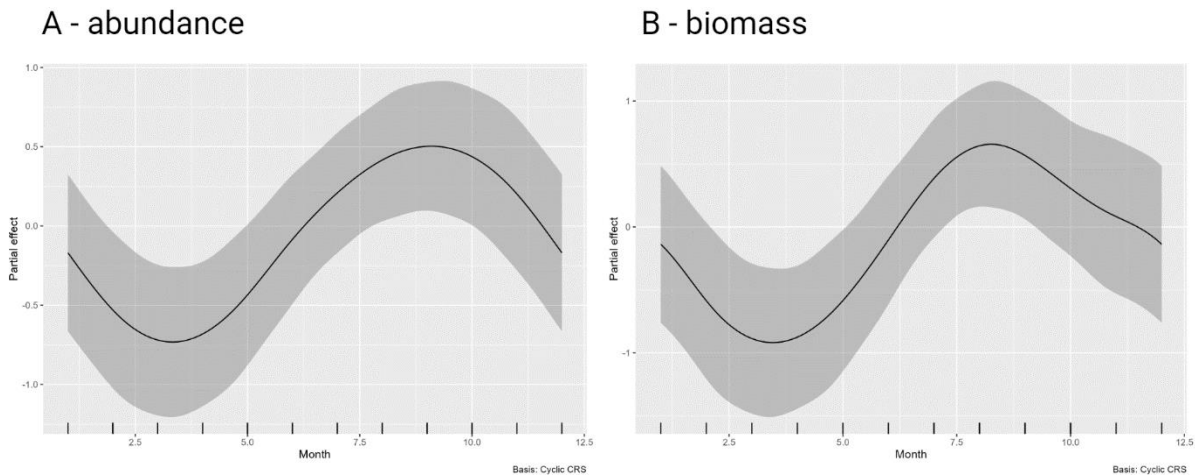 A - abundance
1.0
0.5
0.0
-0.5
-1.0
Partial effect
2.5 5.0 7.5 10.0 12.5
Month
Basis: Cyclic CRS
B - biomass
1
0
-1
Partial effect
2.5 5.0 7.5 10.0 12.5
Month
Basis: Cyclic CRS